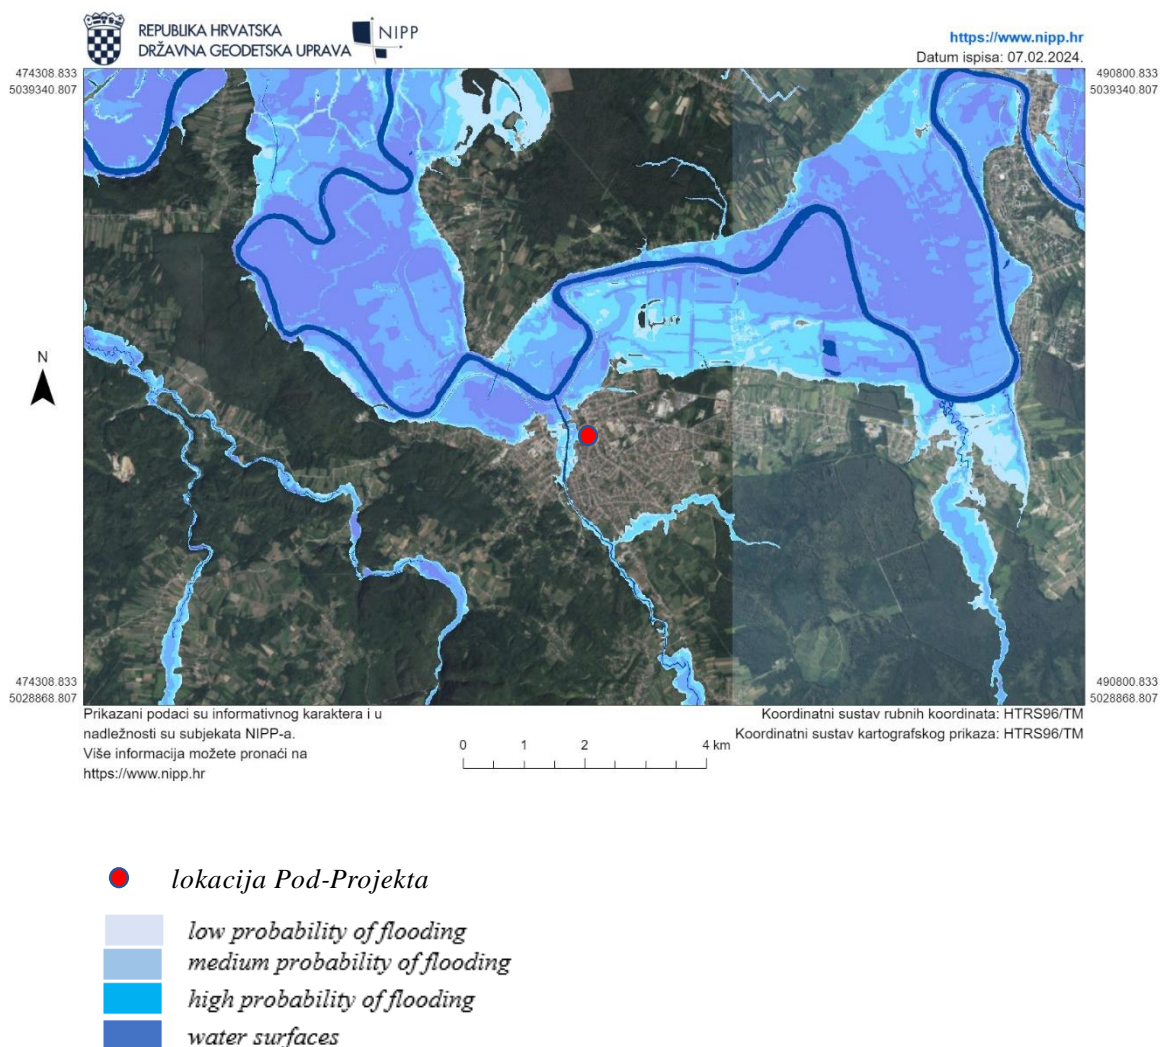 REPUBLIKA HRVATSKA
DRŽAVNA GEODETSKA UPRAVA
NIPP
https://www.nipp.hr
Datum ispisa: 07.02.2024.
474308.833
5039340.807
490800.833
5039340.807
N
474308.833
5028868.807
490800.833
5028868.807
Prikazani podaci su informativnog karaktera i u
nadležnosti su subjekata NIPP-a.
Više informacija možete pronaći na
https://www.nipp.hr
0 1 2 4 km
Koordinatni sustav rubnih koordinata: HTRS96/TM
Koordinatni sustav kartografskog prikaza: HTRS96/TM
lokacija Pod-Projekta
low probability of flooding
medium probability of flooding
high probability of flooding
water surfaces